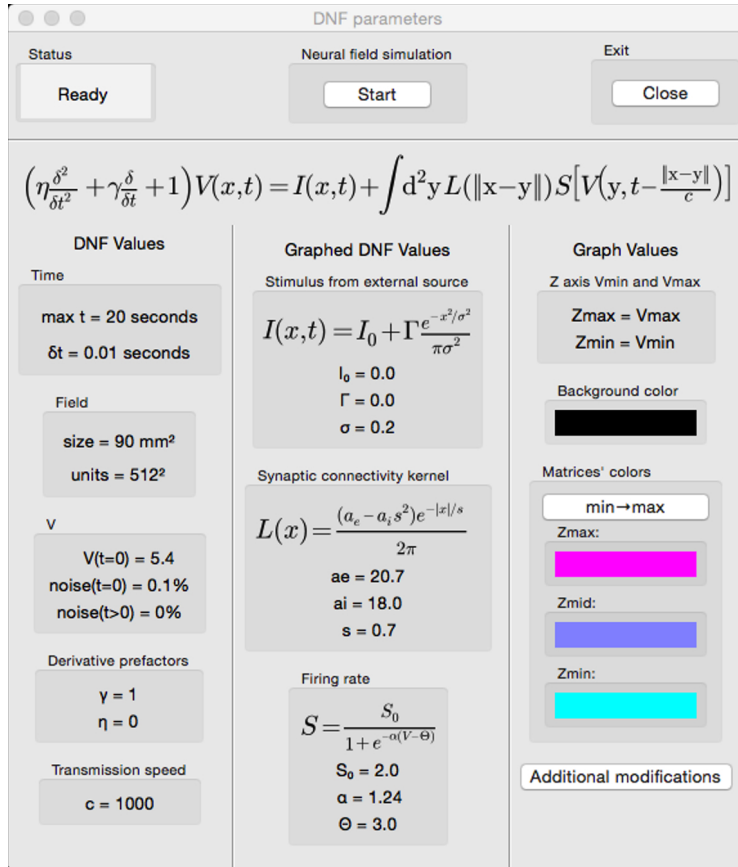 DNF parameters
Status
Ready
Neural field simulation
Start
Exit
Close
(η δ²/δt² + γ δ/δt + 1)V(x,t) = I(x,t) + ∫d²y L(‖x−y‖)S[V(y, t − ‖x−y‖/c)]
DNF Values
Time
max t = 20 seconds
δt = 0.01 seconds
Field
size = 90 mm²
units = 512²
V
V(t=0) = 5.4
noise(t=0) = 0.1%
noise(t>0) = 0%
Derivative prefactors
γ = 1
η = 0
Transmission speed
c = 1000
Graphed DNF Values
Stimulus from external source
I(x,t) = I₀ + Γ e^(−x²/σ²) / πσ²
I₀ = 0.0
Γ = 0.0
σ = 0.2
Synaptic connectivity kernel
L(x) = (aₑ − aᵢs²)e^(−|x|/s) / 2π
ae = 20.7
ai = 18.0
s = 0.7
Firing rate
S = S₀ / 1 + e^(−α(V−Θ))
S₀ = 2.0
α = 1.24
Θ = 3.0
Graph Values
Z axis Vmin and Vmax
Zmax = Vmax
Zmin = Vmin
Background color
Matrices' colors
min→max
Zmax:
Zmid:
Zmin:
Additional modifications